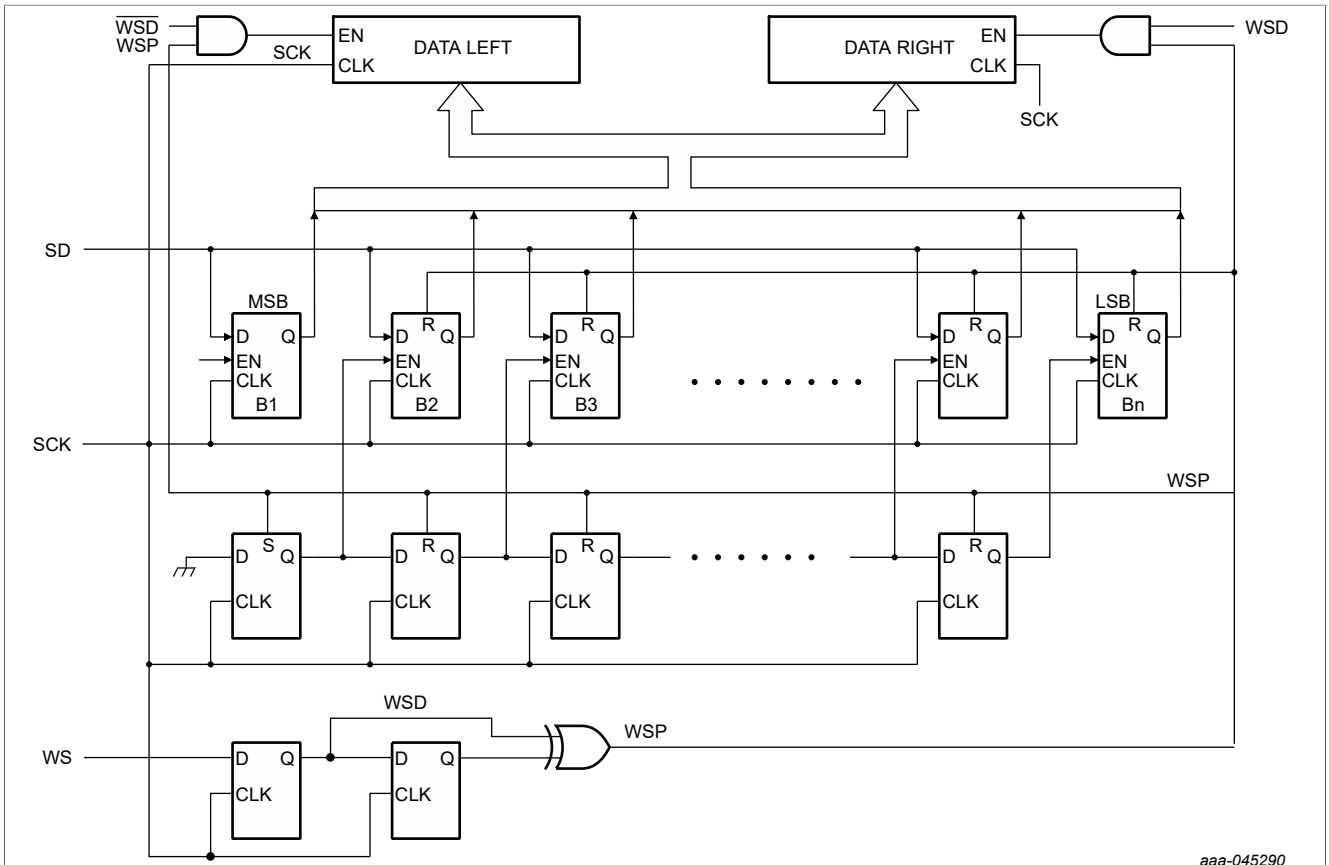 W̅S̅D̅
WSP
SCK
EN
CLK
DATA LEFT
DATA RIGHT
EN
CLK
WSD
SCK
SD
MSB
D Q
EN
CLK
B1
R
D Q
EN
CLK
B2
R
D Q
EN
CLK
B3
R
D Q
EN
CLK
LSB
R
D Q
EN
CLK
Bn
SCK
WSP
S
D Q
CLK
R
D Q
CLK
R
D Q
CLK
R
D Q
CLK
WSD
WSP
WS
D Q
CLK
D Q
CLK
aaa-045290